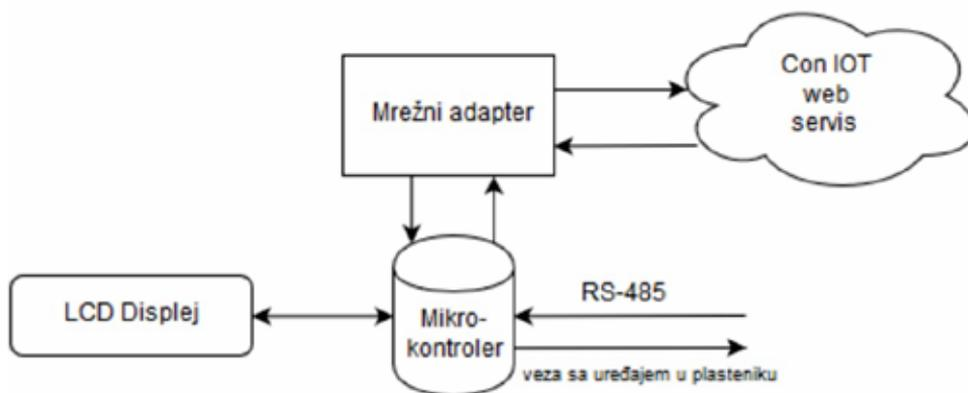 Mrežni adapter
Con IOT
web
servis
LCD Displej
Mikro-
kontroler
RS-485
veza sa uređajem u plasteniku